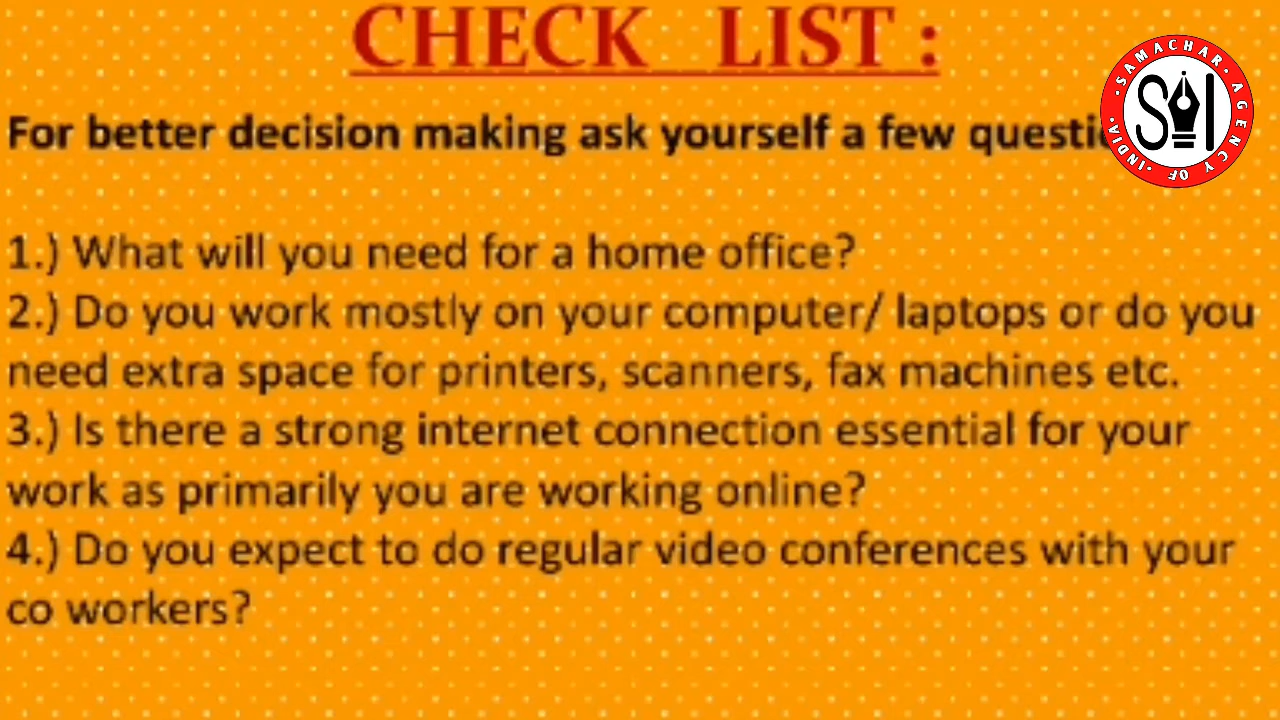 CHECK LIST :
For better decision making ask yourself a few
1.) What will you need for a home office?
2.) Do you work mostly on your computer/ laptops or do you
need extra space for printers, scanners, fax machines etc.
3.) Is there a strong internet connection essential for your
work as primarily you are working online?
4.) Do you expect to do regular video conferences with your
co workers?
SAMACHAR AGENCY OF INDIA
SAI